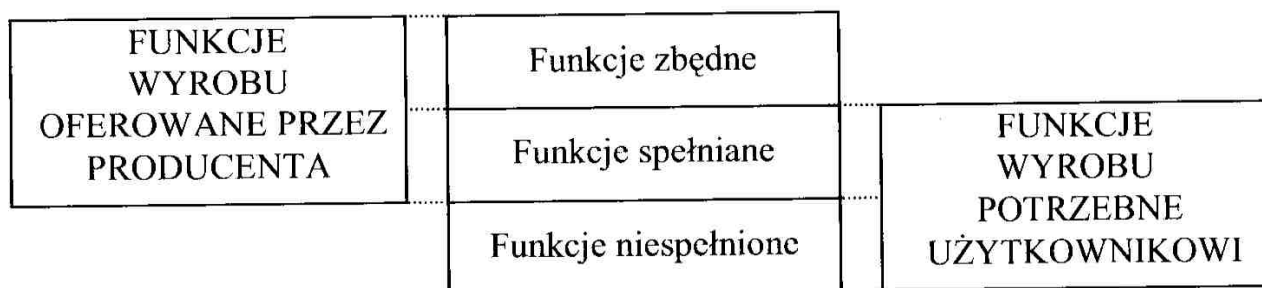 FUNKCJE
WYROBU
OFEROWANE PRZEZ
PRODUCENTA
Funkcje zbędne
Funkcje spełniane
Funkcje niespełnione
FUNKCJE
WYROBU
POTRZEBNE
UŻYTKOWNIKOWI